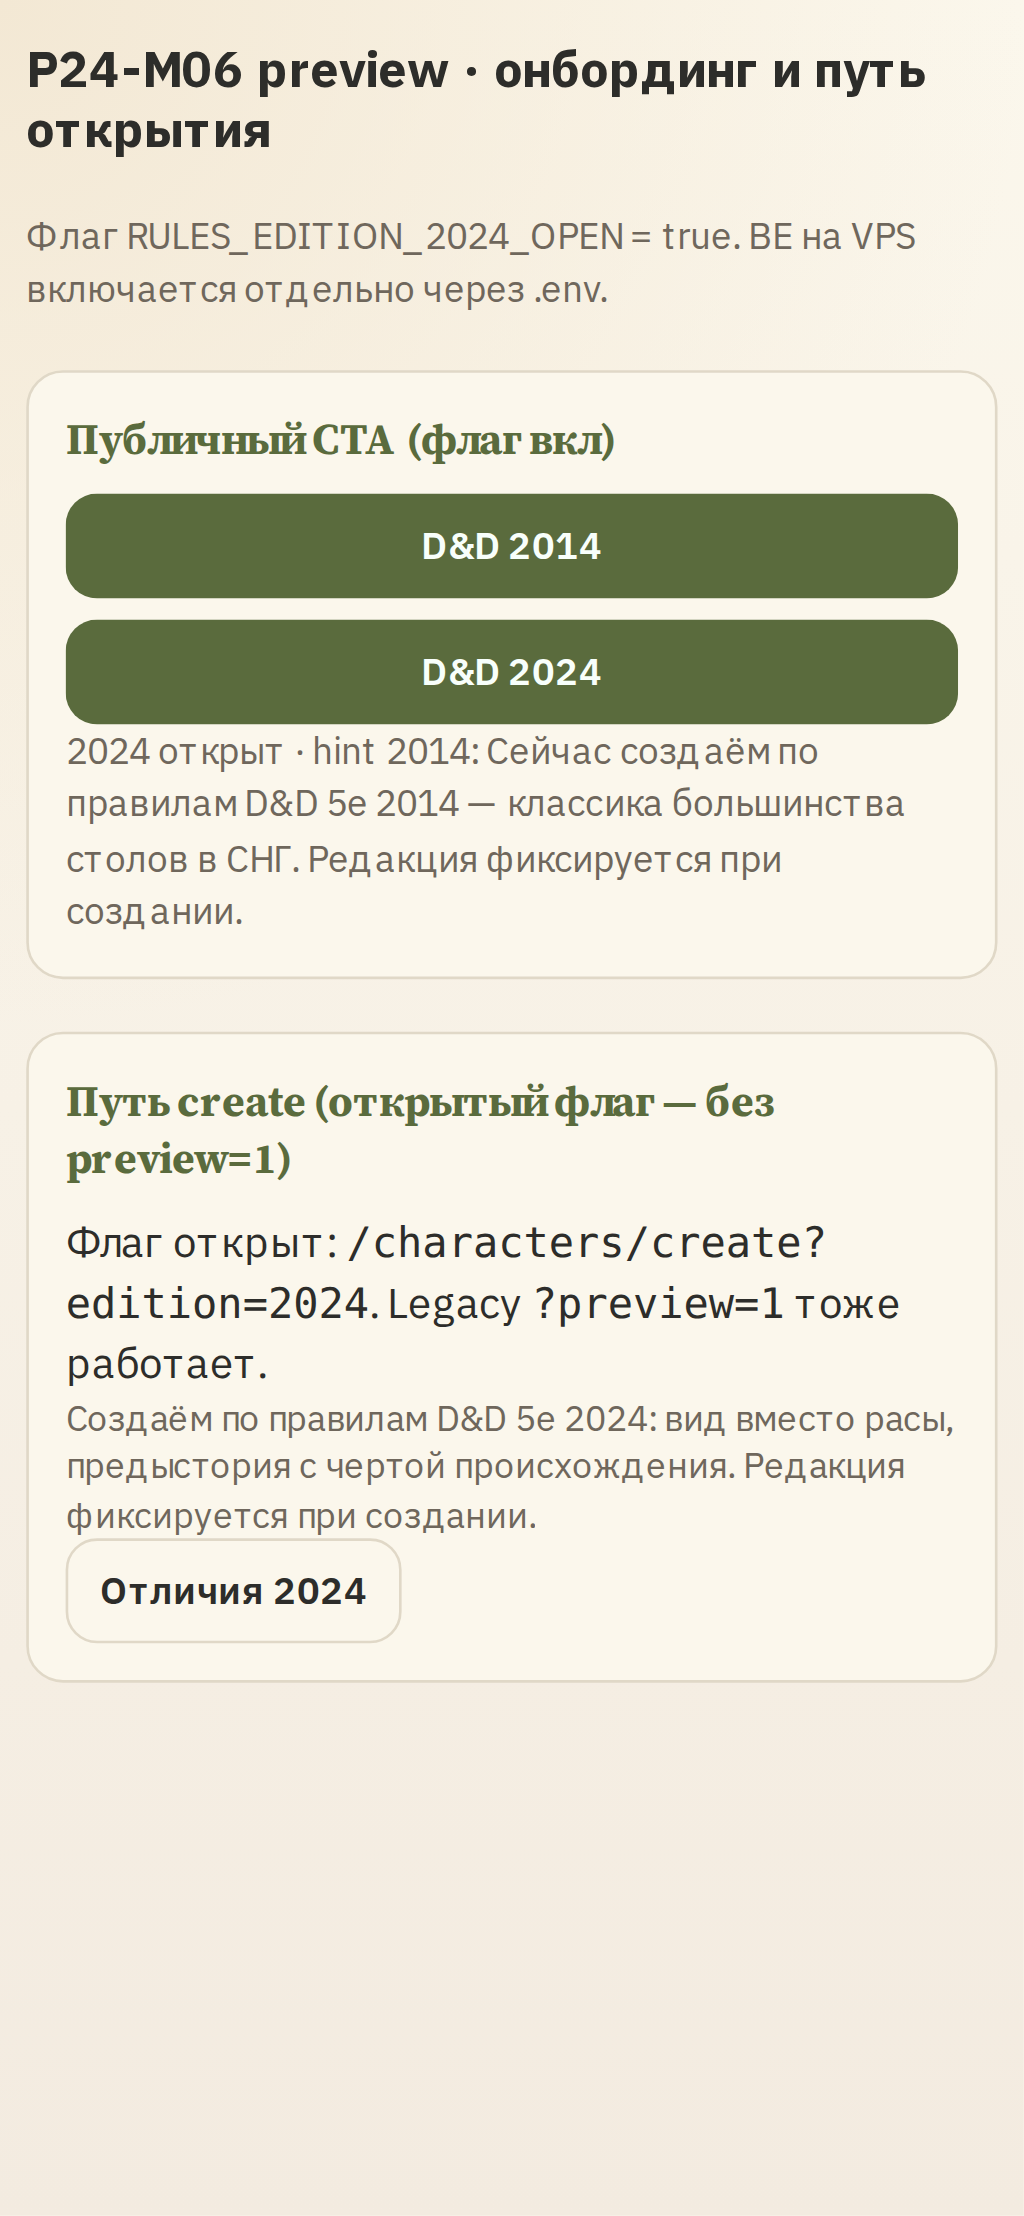 P24-M06 preview · онбординг и путь
открытия
Флаг RULES_EDITION_2024_OPEN = true. BE на VPS
включается отдельно через .env.
Публичный CTA (флаг вкл)
D&D 2014
D&D 2024
2024 открыт · hint 2014: Сейчас создаём по
правилам D&D 5e 2014 — классика большинства
столов в СНГ. Редакция фиксируется при
создании.
Путь create (открытый флаг — без
preview=1)
Флаг открыт: /characters/create?
edition=2024. Legacy ?preview=1 тоже
работает.
Создаём по правилам D&D 5e 2024: вид вместо расы,
предыстория с чертой происхождения. Редакция
фиксируется при создании.
Отличия 2024